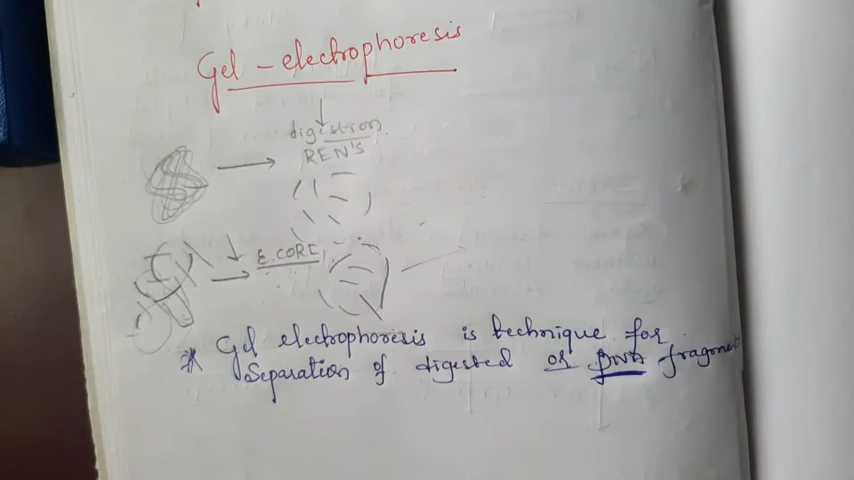 Gel - electrophoresis
digestion
REN'S
E.CORI
* Gel electrophoresis is technique for
Separation of digested or DNA fragment